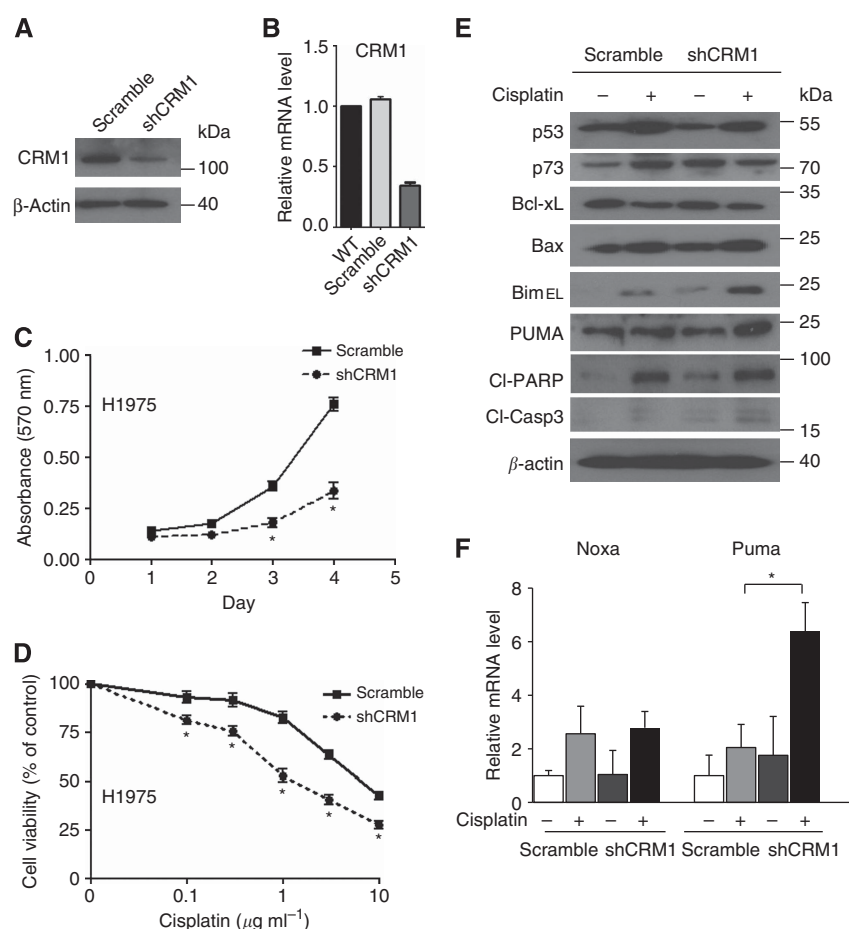 A
Scramble
shCRM1
kDa
CRM1
100
β-Actin
40
B
CRM1
Relative mRNA level
1.5
1.0
0.5
0.0
WT
Scramble
shCRM1
C
Absorbance (570 nm)
1.00
0.75
0.50
0.25
0.00
H1975
Scramble
shCRM1
* *
0 1 2 3 4 5
Day
D
Cell viability (% of control)
100
75
50
25
0
H1975
Scramble
shCRM1
* * * * *
0 0.1 1 10
Cisplatin (μg ml⁻¹)
E
Scramble shCRM1
Cisplatin − + − + kDa
p53 55
p73 70
Bcl-xL 35
Bax 25
BimEL 25
PUMA 25
Cl-PARP 100
Cl-Casp3 15
β-actin 40
F
Noxa Puma
Relative mRNA level
8
6
4
2
0
*
Cisplatin − + − + − + − +
Scramble shCRM1 Scramble shCRM1